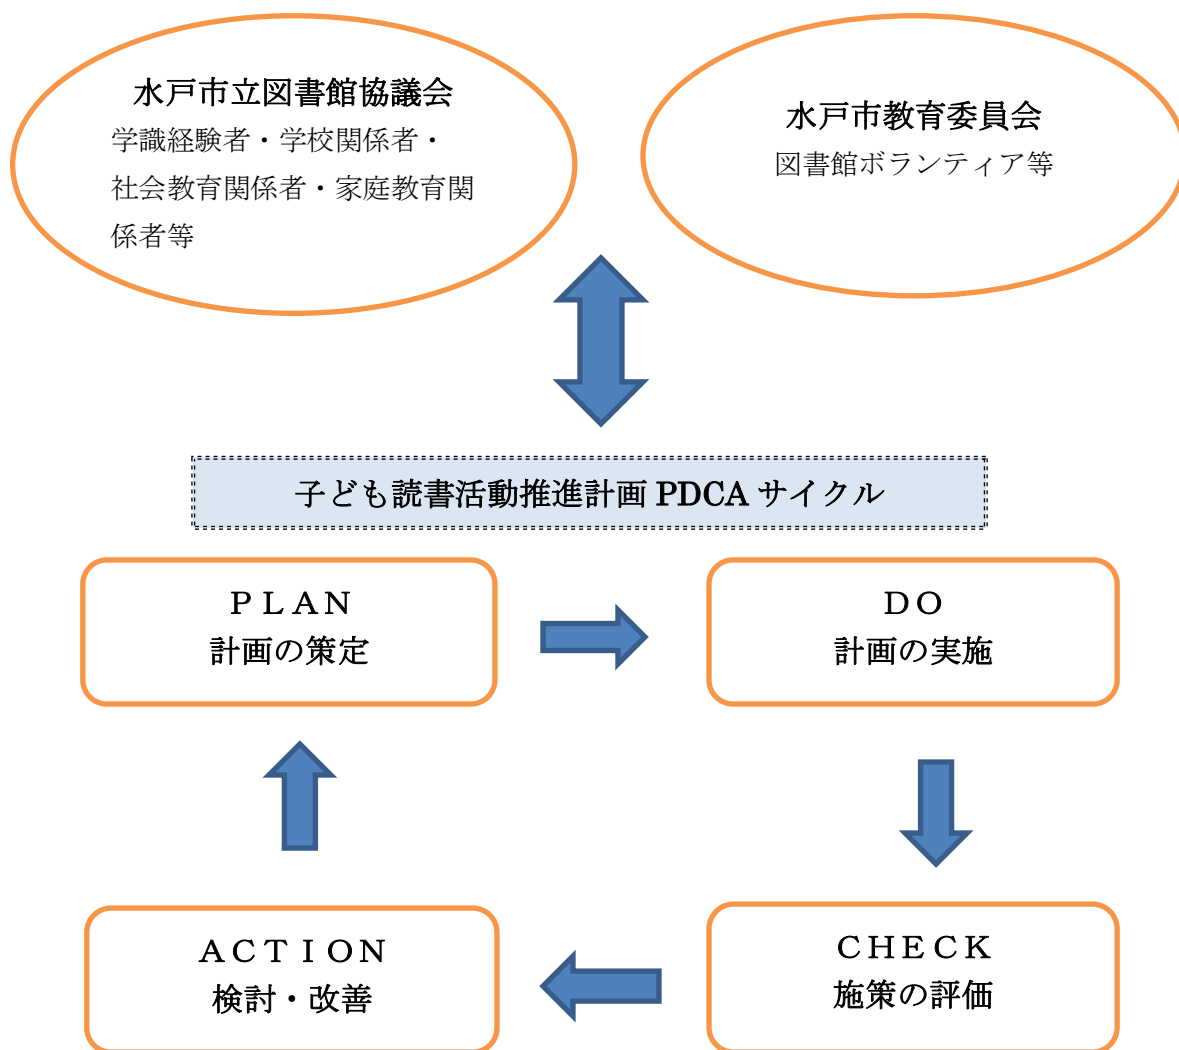 水戸市立図書館協議会
学識経験者・学校関係者・
社会教育関係者・家庭教育関
係者等
水戸市教育委員会
図書館ボランティア等
子ども読書活動推進計画 PDCA サイクル
ＰＬＡＮ
計画の策定
ＤＯ
計画の実施
ＡＣＴＩＯＮ
検討・改善
ＣＨＥＣＫ
施策の評価